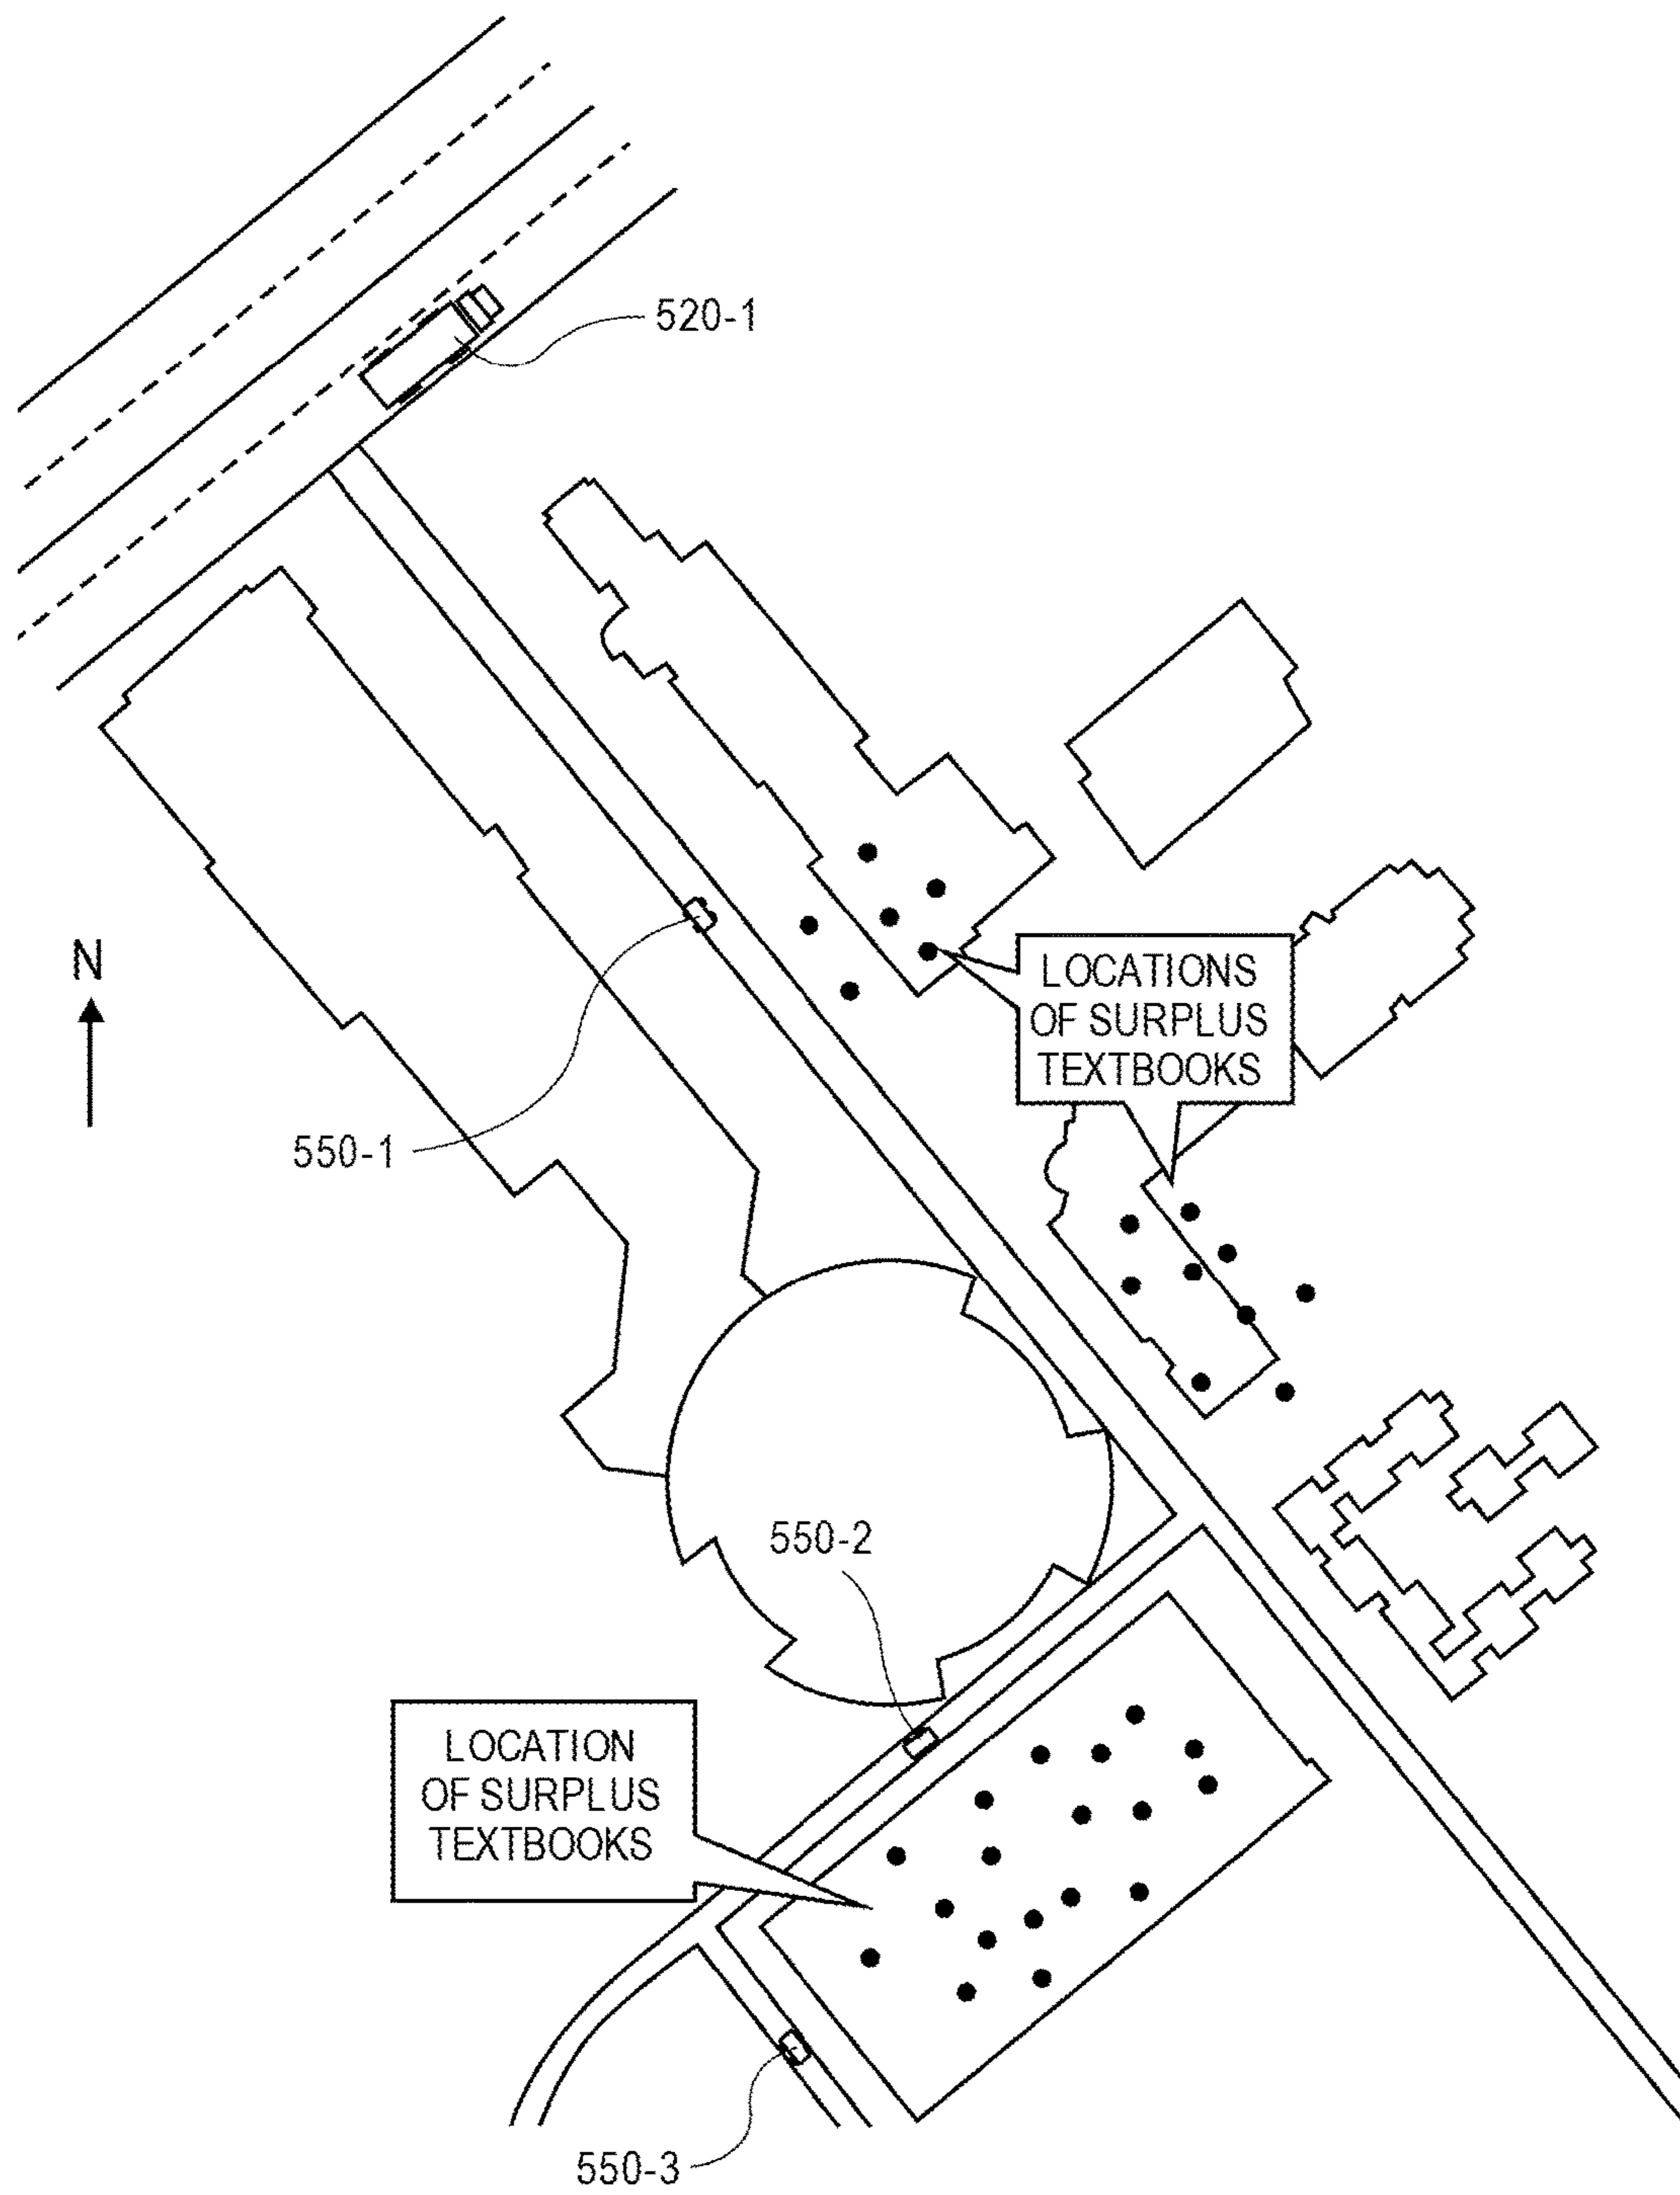 520-1
N
LOCATIONS
OF SURPLUS
TEXTBOOKS
550-1
550-2
LOCATION
OF SURPLUS
TEXTBOOKS
550-3